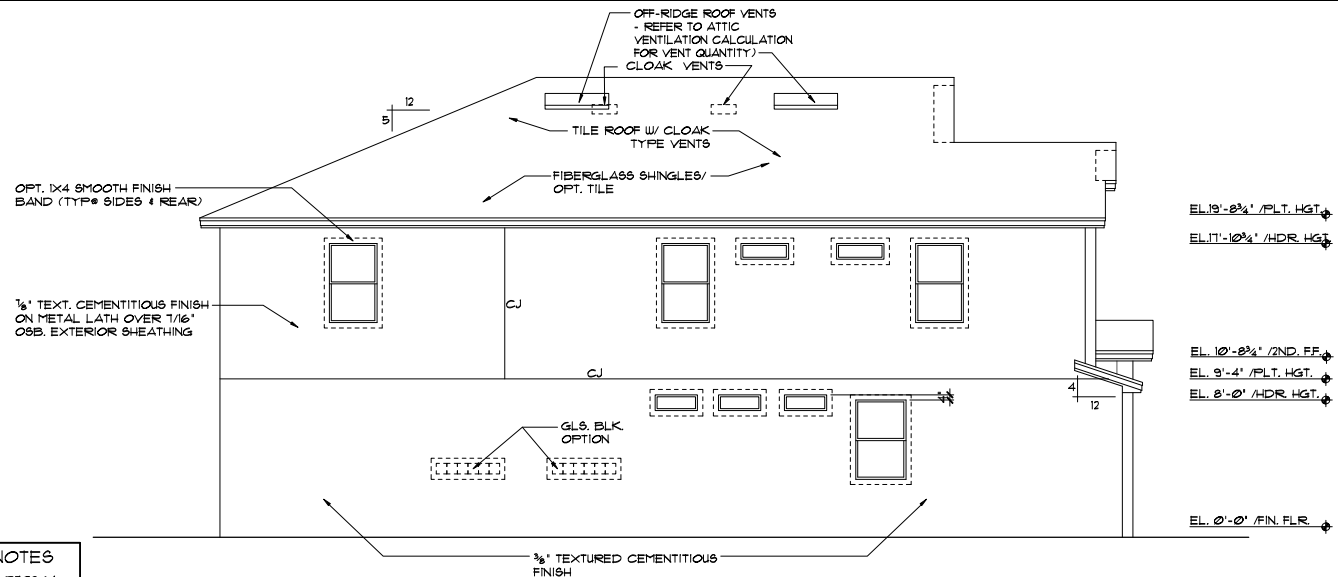 OFF-RIDGE ROOF VENTS
- REFER TO ATTIC
VENTILATION CALCULATION
FOR VENT QUANTITY)
CLOAK VENTS
12
5
TILE ROOF W/ CLOAK
TYPE VENTS
FIBERGLASS SHINGLES/
OPT. TILE
OPT. 1X4 SMOOTH FINISH
BAND (TYP@ SIDES & REAR)
EL.19'-8¾" /PLT. HGT.
EL.17'-10¾" /HDR. HGT.
⅞" TEXT. CEMENTITIOUS FINISH
ON METAL LATH OVER 7/16"
OSB. EXTERIOR SHEATHING
CJ
CJ
EL. 10'-8¾" /2ND. F.F.
EL. 9'-4" /PLT. HGT.
EL. 8'-0" /HDR. HGT.
4
12
GLS. BLK.
OPTION
EL. 0'-0" /FIN. FLR.
⅜" TEXTURED CEMENTITIOUS
FINISH
NOTES